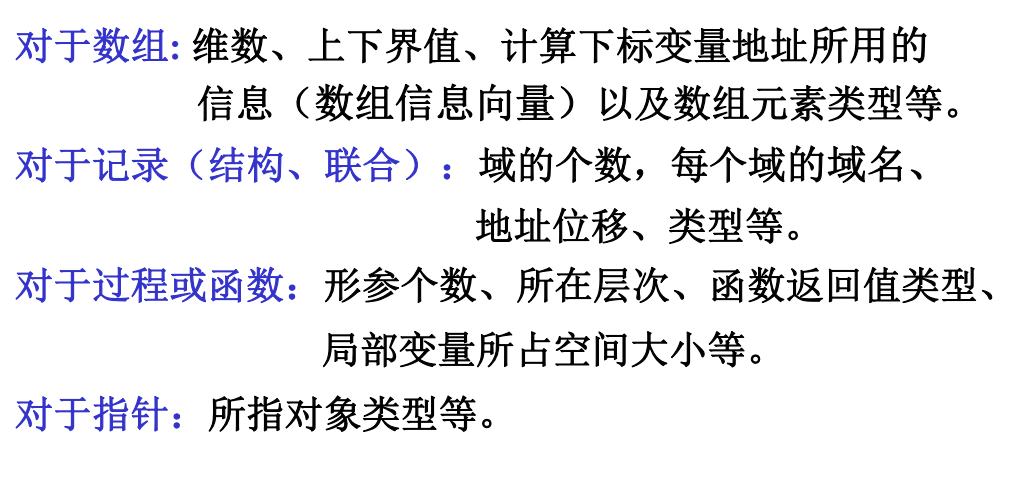 对于数组: 维数、上下界值、计算下标变量地址所用的
信息（数组信息向量）以及数组元素类型等。
对于记录（结构、联合）：域的个数，每个域的域名、
地址位移、类型等。
对于过程或函数：形参个数、所在层次、函数返回值类型、
局部变量所占空间大小等。
对于指针：所指对象类型等。